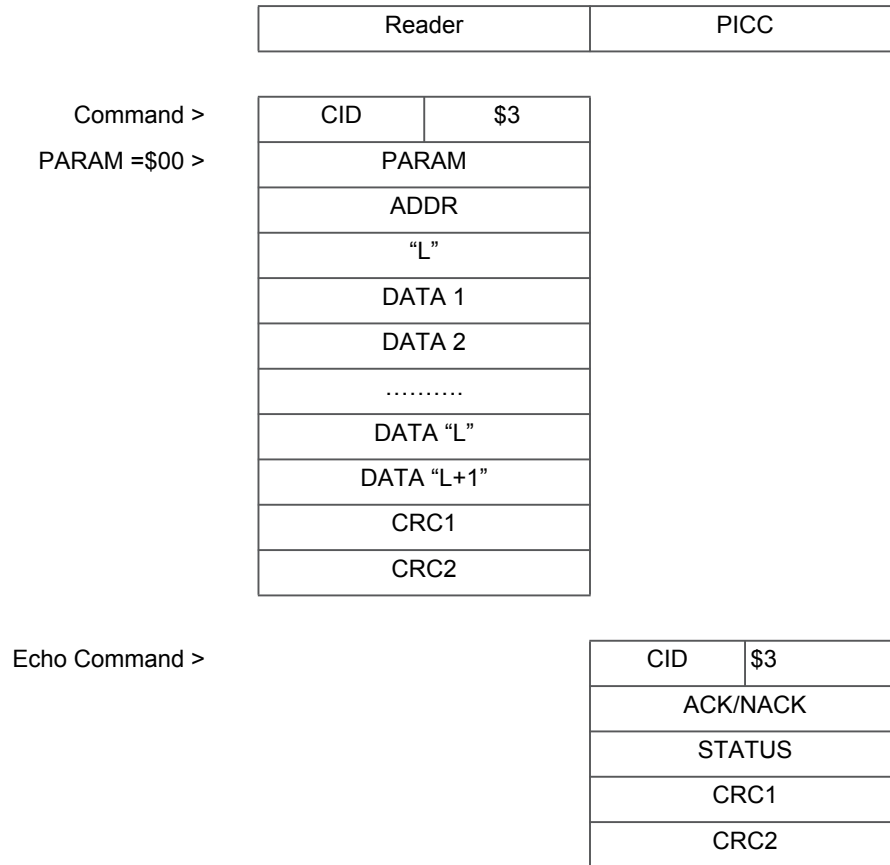 Reader PICC
Command > CID $3
PARAM =$00 > PARAM
ADDR
“L”
DATA 1
DATA 2
……….
DATA “L”
DATA “L+1”
CRC1
CRC2
Echo Command > CID $3
ACK/NACK
STATUS
CRC1
CRC2